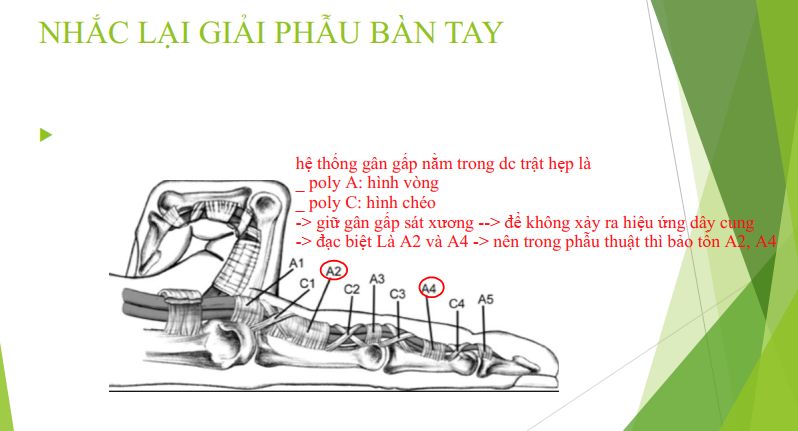 NHẮC LẠI GIẢI PHẪU BÀN TAY
hệ thống gân gấp nằm trong dc trật hẹp là
_ poly A: hình vòng
_ poly C: hình chéo
-> giữ gân gấp sát xương --> để không xảy ra hiệu ứng dây cung
-> đạc biệt Là A2 và A4 -> nên trong phẫu thuật thì bảo tồn A2, A4
A1
C1
A2
C2
A3
C3
A4
C4
A5